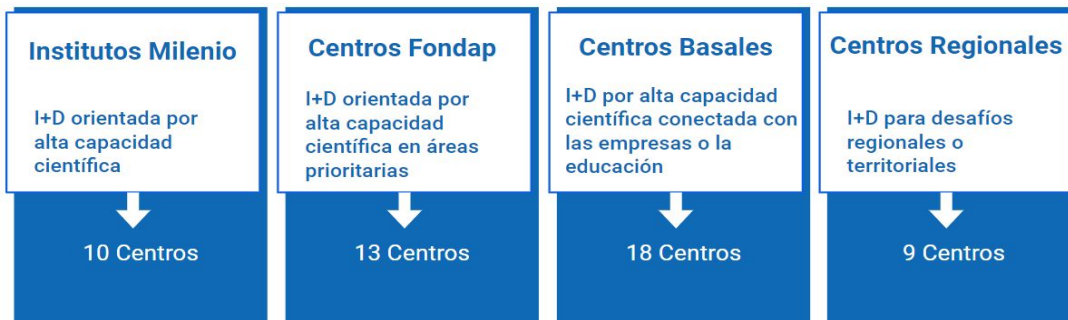 Institutos Milenio
I+D orientada por
alta capacidad
científica
10 Centros
Centros Fondap
I+D orientada por
alta capacidad
científica en áreas
prioritarias
13 Centros
Centros Basales
I+D por alta capacidad
científica conectada con
las empresas o la
educación
18 Centros
Centros Regionales
I+D para desafíos
regionales o
territoriales
9 Centros